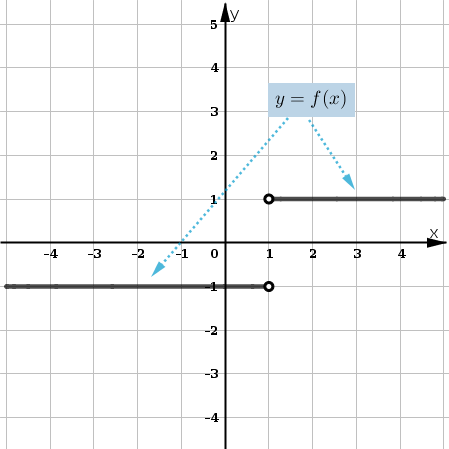 y
5
4
y = f(x)
3
2
1
x
–4 –3 –2 –1 0 1 2 3 4
–1
–2
–3
–4